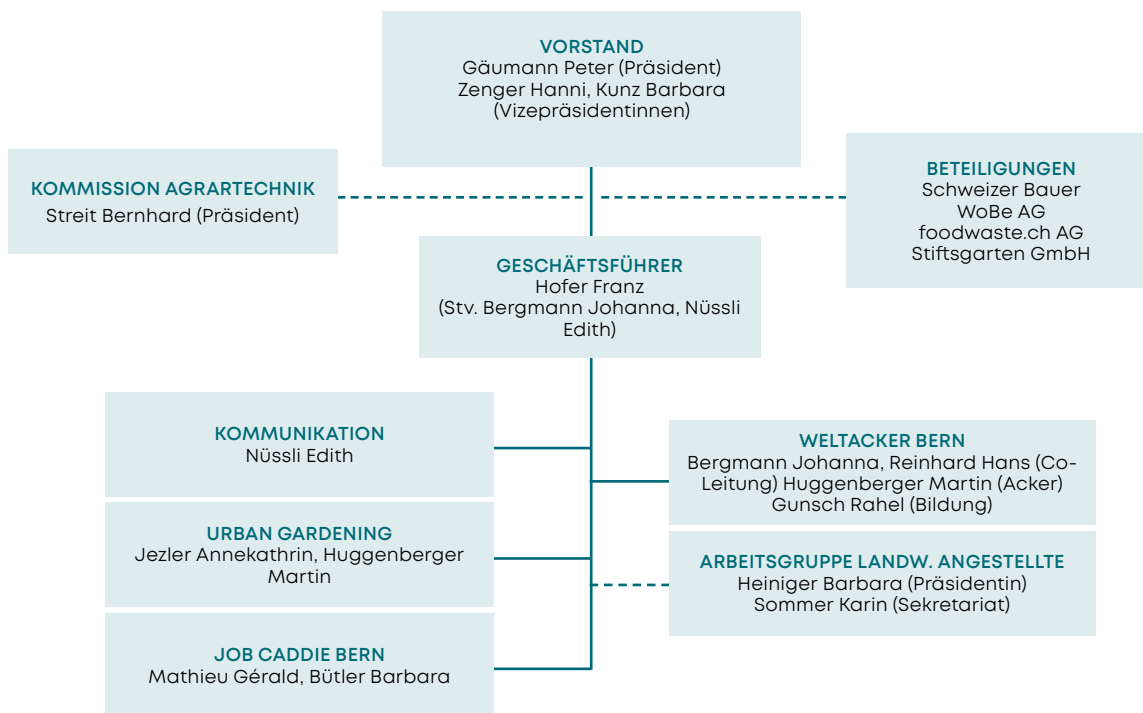 VORSTAND
Gäumann Peter (Präsident)
Zenger Hanni, Kunz Barbara
(Vizepräsidentinnen)
KOMMISSION AGRARTECHNIK
Streit Bernhard (Präsident)
BETEILIGUNGEN
Schweizer Bauer
WoBe AG
foodwaste.ch AG
Stiftsgarten GmbH
GESCHÄFTSFÜHRER
Hofer Franz
(Stv. Bergmann Johanna, Nüssli
Edith)
KOMMUNIKATION
Nüssli Edith
WELTACKER BERN
Bergmann Johanna, Reinhard Hans (Co-
Leitung) Huggenberger Martin (Acker)
Gunsch Rahel (Bildung)
URBAN GARDENING
Jezler Annekathrin, Huggenberger
Martin
ARBEITSGRUPPE LANDW. ANGESTELLTE
Heiniger Barbara (Präsidentin)
Sommer Karin (Sekretariat)
JOB CADDIE BERN
Mathieu Gérald, Bütler Barbara